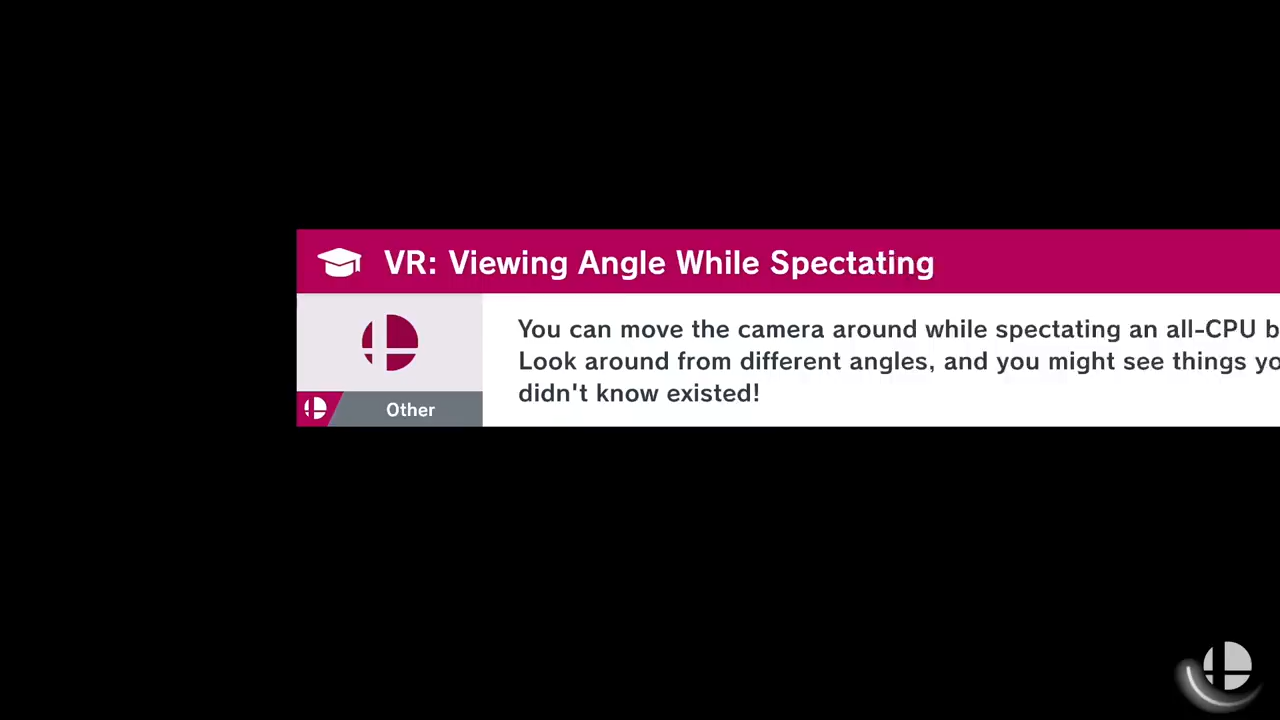 VR: Viewing Angle While Spectating
You can move the camera around while spectating an all-CPU
Look around from different angles, and you might see things
didn't know existed!
Other